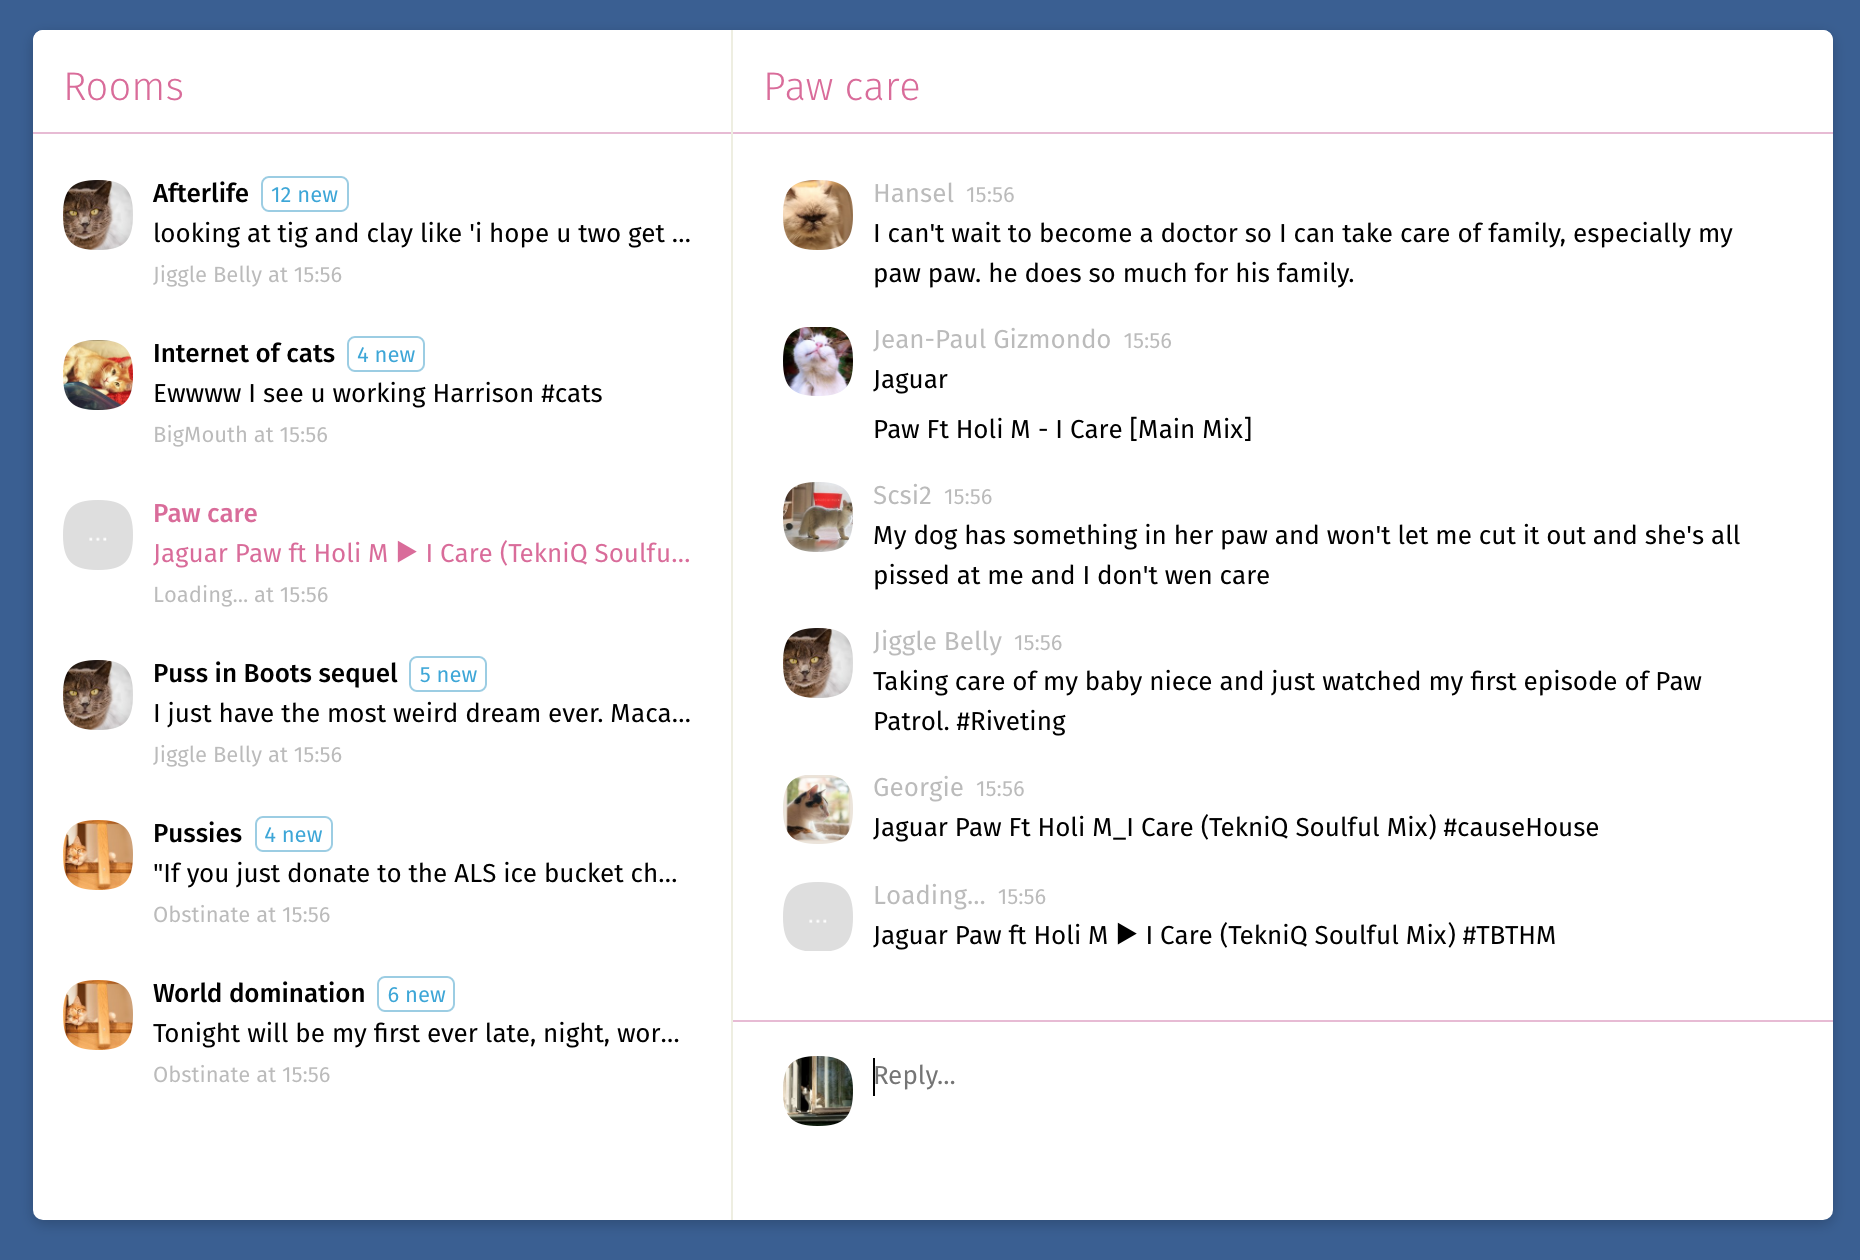 Rooms
Afterlife 12 new
looking at tig and clay like 'i hope u two get ...
Jiggle Belly at 15:56
Internet of cats 4 new
Ewwww I see u working Harrison #cats
BigMouth at 15:56
...
Paw care
Jaguar Paw ft Holi M ▶ I Care (TekniQ Soulfu...
Loading... at 15:56
Puss in Boots sequel 5 new
I just have the most weird dream ever. Maca...
Jiggle Belly at 15:56
Pussies 4 new
"If you just donate to the ALS ice bucket ch...
Obstinate at 15:56
World domination 6 new
Tonight will be my first ever late, night, wor...
Obstinate at 15:56
Paw care
Hansel 15:56
I can't wait to become a doctor so I can take care of family, especially my
paw paw. he does so much for his family.
Jean-Paul Gizmondo 15:56
Jaguar
Paw Ft Holi M - I Care [Main Mix]
Scsi2 15:56
My dog has something in her paw and won't let me cut it out and she's all
pissed at me and I don't wen care
Jiggle Belly 15:56
Taking care of my baby niece and just watched my first episode of Paw
Patrol. #Riveting
Georgie 15:56
Jaguar Paw Ft Holi M_I Care (TekniQ Soulful Mix) #causeHouse
...
Loading... 15:56
Jaguar Paw ft Holi M ▶ I Care (TekniQ Soulful Mix) #TBTHM
Reply...